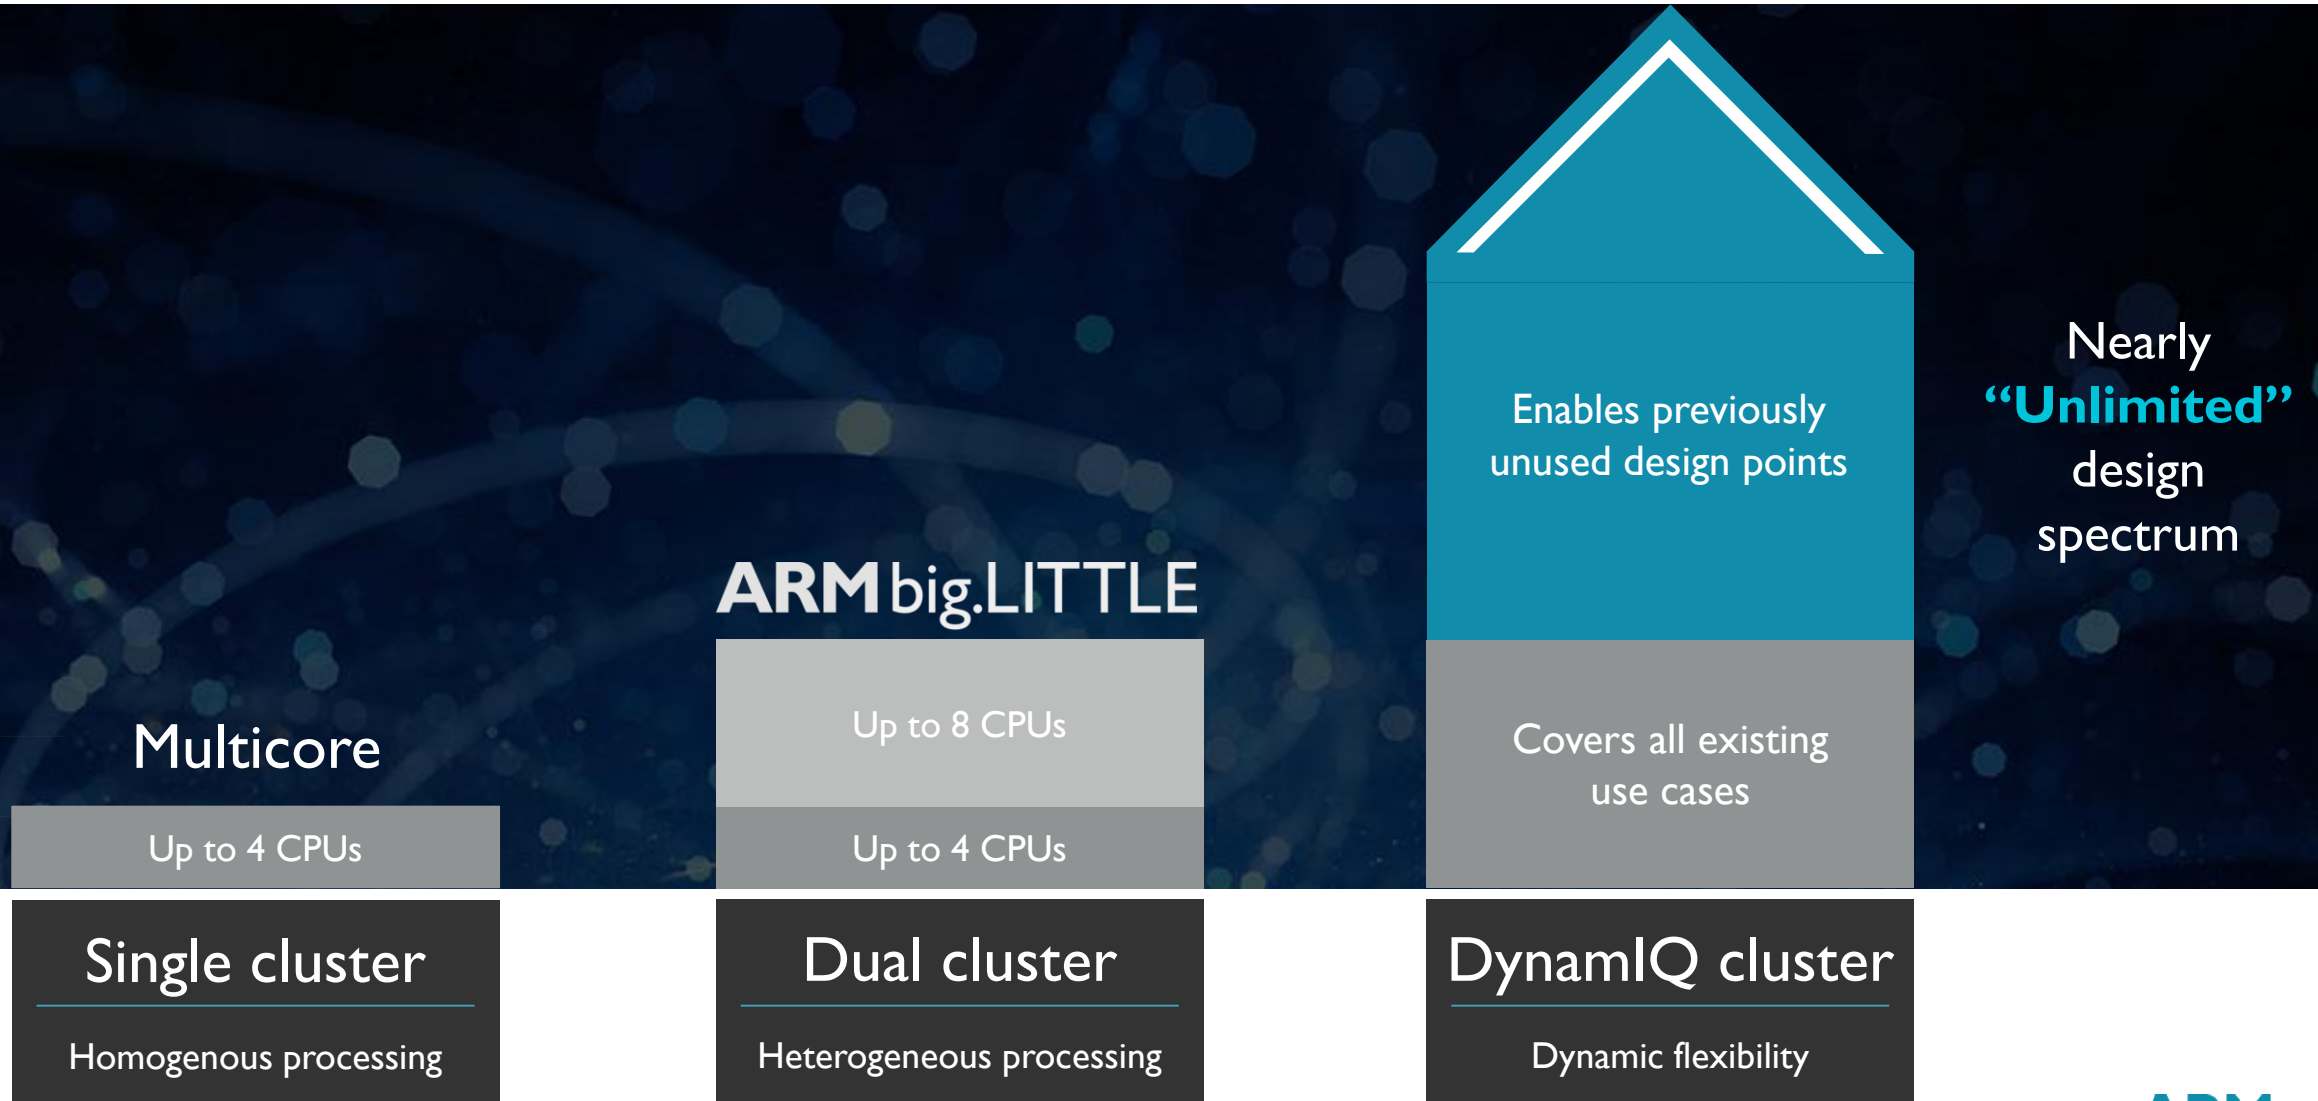 Multicore
Up to 4 CPUs
Single cluster
Homogenous processing
ARM big.LITTLE
Up to 8 CPUs
Up to 4 CPUs
Dual cluster
Heterogeneous processing
Enables previously
unused design points
Covers all existing
use cases
DynamIQ cluster
Dynamic flexibility
Nearly
“Unlimited”
design
spectrum
ARM